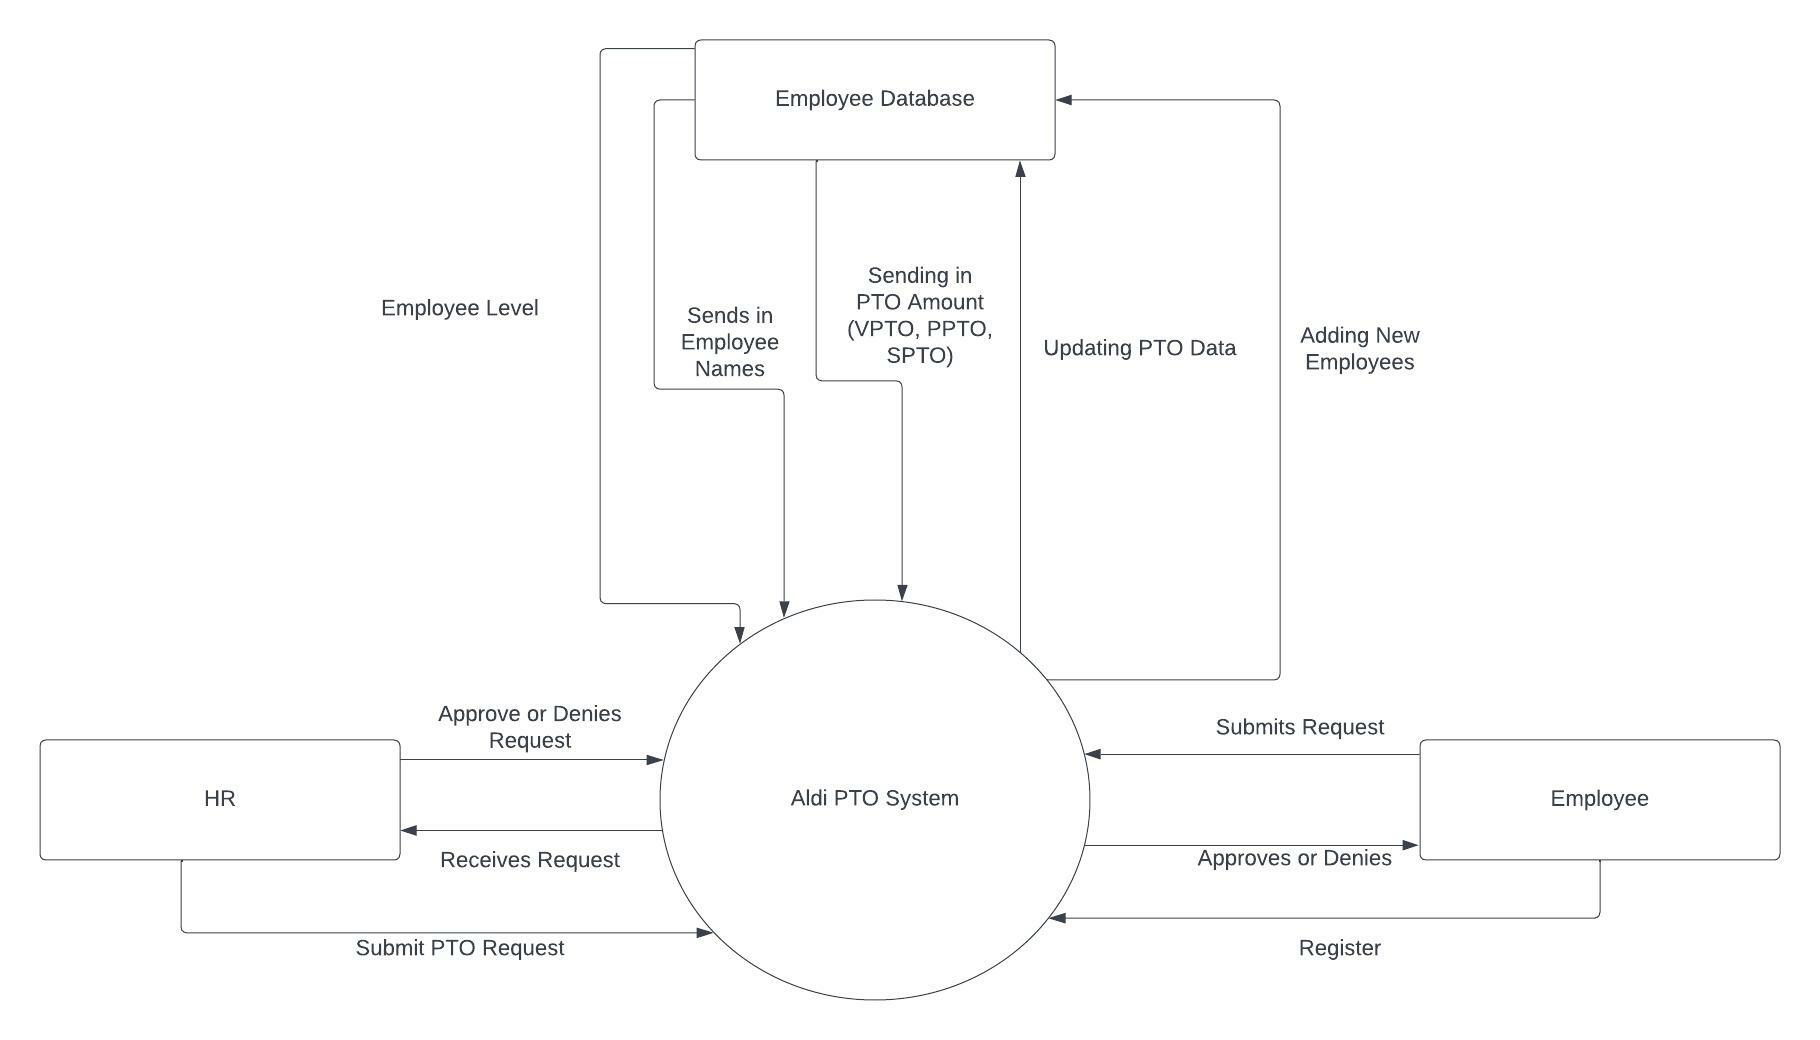 Employee Database
Employee Level
Sends in
Employee
Names
Sending in
PTO Amount
(VPTO, PPTO,
SPTO)
Updating PTO Data
Adding New
Employees
Approve or Denies
Request
Submits Request
HR
Aldi PTO System
Employee
Receives Request
Approves or Denies
Submit PTO Request
Register